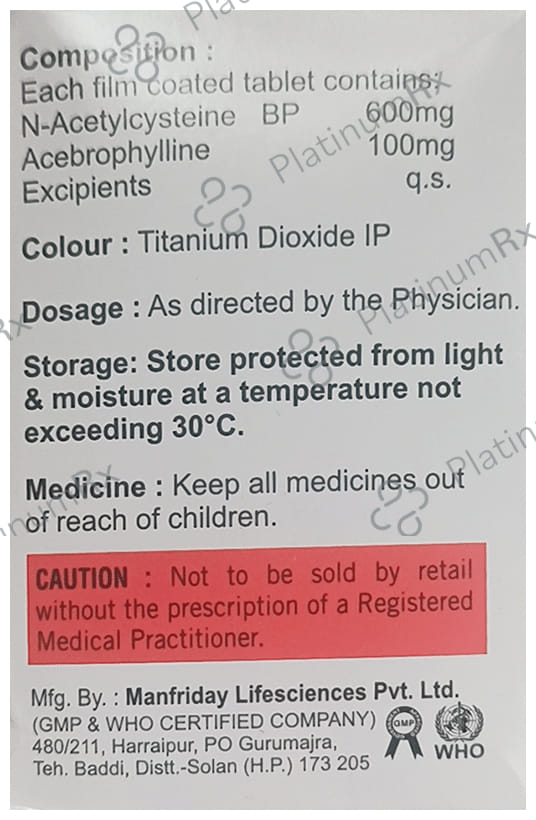 Composition :
Each film coated tablet contains:
N-Acetylcysteine BP 600mg
Acebrophylline 100mg
Excipients q.s.
Colour : Titanium Dioxide IP
Dosage : As directed by the Physician.
Storage: Store protected from light
& moisture at a temperature not
exceeding 30°C.
Medicine : Keep all medicines out
of reach of children.
CAUTION : Not to be sold by retail
without the prescription of a Registered
Medical Practitioner.
Mfg. By. : Manfriday Lifesciences Pvt. Ltd.
(GMP & WHO CERTIFIED COMPANY)
GMP
WHO
480/211, Harraipur, PO Gurumajra,
Teh. Baddi, Distt.-Solan (H.P.) 173 205
PlatinumRx
PlatinumRx